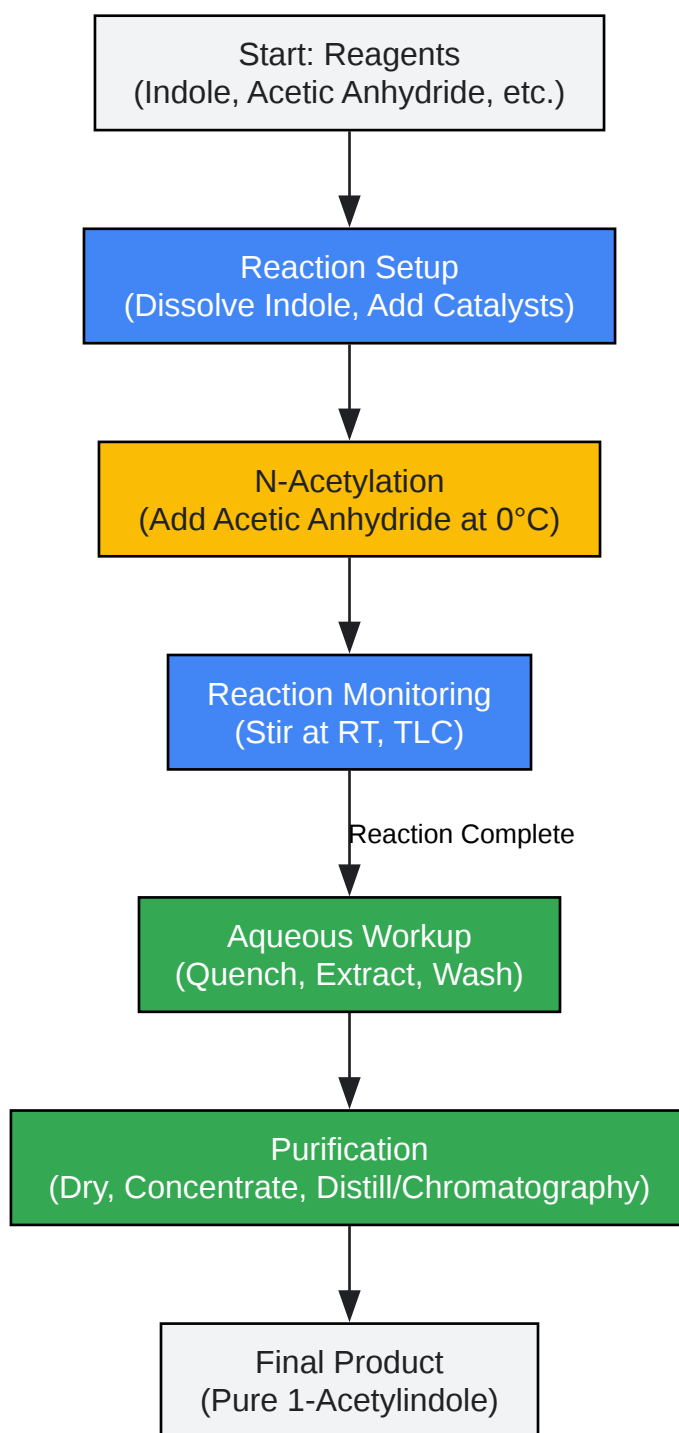 Start: Reagents
(Indole, Acetic Anhydride, etc.)
Reaction Setup
(Dissolve Indole, Add Catalysts)
N-Acetylation
(Add Acetic Anhydride at 0°C)
Reaction Monitoring
(Stir at RT, TLC)
Reaction Complete
Aqueous Workup
(Quench, Extract, Wash)
Purification
(Dry, Concentrate, Distill/Chromatography)
Final Product
(Pure 1-Acetylindole)